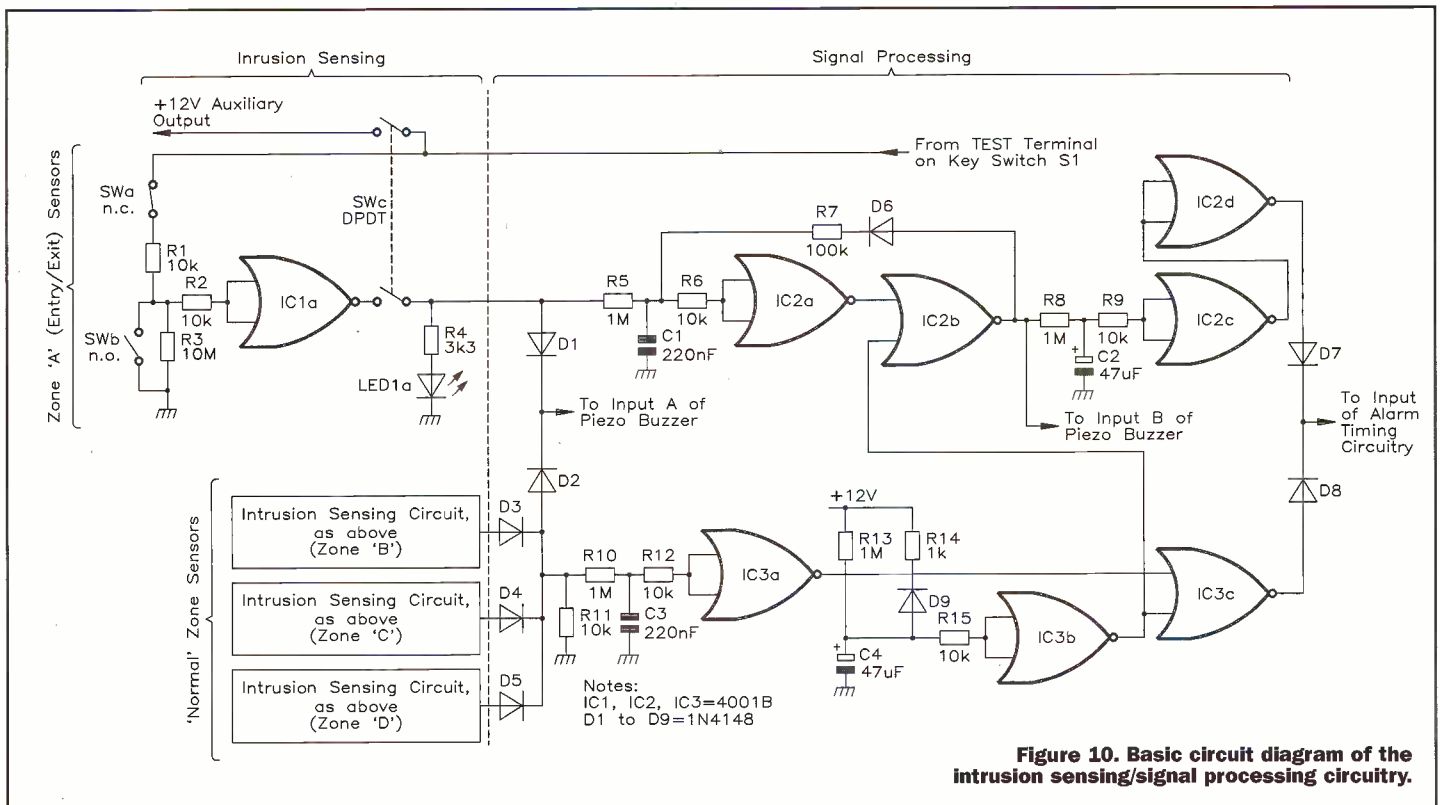 Inrusion Sensing
Signal Processing
+12V Auxiliary
Output
From TEST Terminal
on Key Switch S1
Zone 'A' (Entry/Exit) Sensors
SWa
n.c.
SWc
DPDT
R1
10k
R2
10k
SWb
n.o.
R3
10M
IC1a
R4
3k3
LED1a
D1
To Input A of
Piezo Buzzer
D2
R5
1M
R6
10k
C1
220nF
R7
100k
D6
IC2a
IC2b
R8
1M
R9
10k
+
C2
47uF
To Input B of
Piezo Buzzer
IC2d
IC2c
D7
To Input
of Alarm
Timing
Circuitry
D8
'Normal' Zone Sensors
Intrusion Sensing Circuit,
as above
(Zone 'B')
D3
Intrusion Sensing Circuit,
as above
(Zone 'C')
D4
Intrusion Sensing Circuit,
as above
(Zone 'D')
D5
R10
1M
R12
10k
R11
10k
C3
220nF
IC3a
+12V
R13
1M
R14
1k
D9
R15
10k
+
C4
47uF
IC3b
IC3c
Notes:
IC1, IC2, IC3=4001B
D1 to D9=1N4148
Figure 10. Basic circuit diagram of the
intrusion sensing/signal processing circuitry.